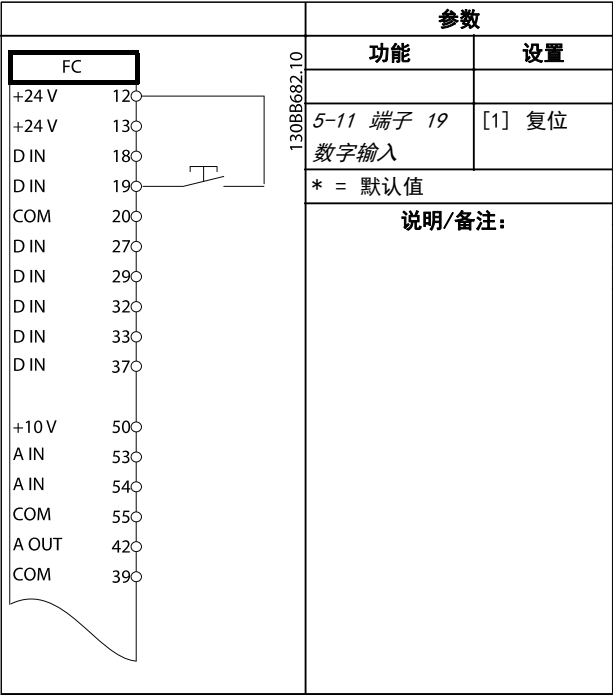 FC
+24 V 12
+24 V 13
D IN 18
D IN 19
COM 20
D IN 27
D IN 29
D IN 32
D IN 33
D IN 37
+10 V 50
A IN 53
A IN 54
COM 55
A OUT 42
COM 39
130BB682.10
参数
功能 设置
5-11 端子 19 [1] 复位
数字输入
* = 默认值
说明/备注：